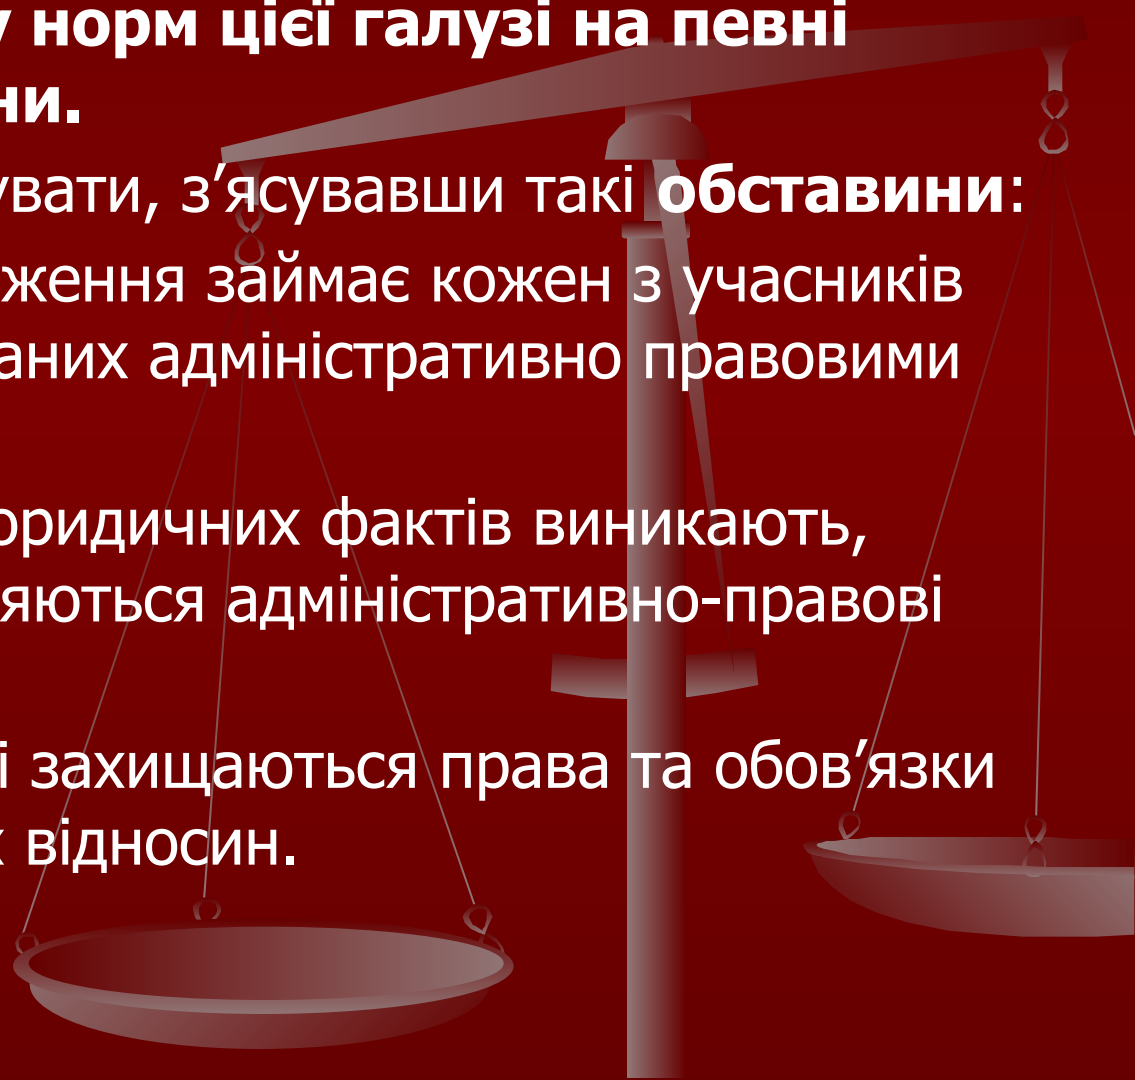 у норм цієї галузі на певні
ни.
увати, з’ясувавши такі обставини:
ження займає кожен з учасників
аних адміністративно правовими
юридичних фактів виникають,
яються адміністративно-правові
і захищаються права та обов’язки
х відносин.